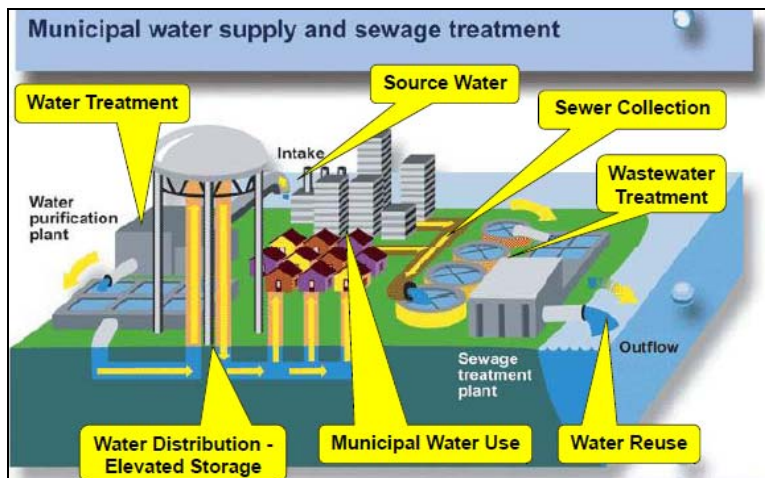 Municipal water supply and sewage treatment
Source Water
Water Treatment
Sewer Collection
Intake
Wastewater
Treatment
Water
purification
plant
Sewage
treatment
plant
Outflow
Water Distribution -
Elevated Storage
Municipal Water Use
Water Reuse